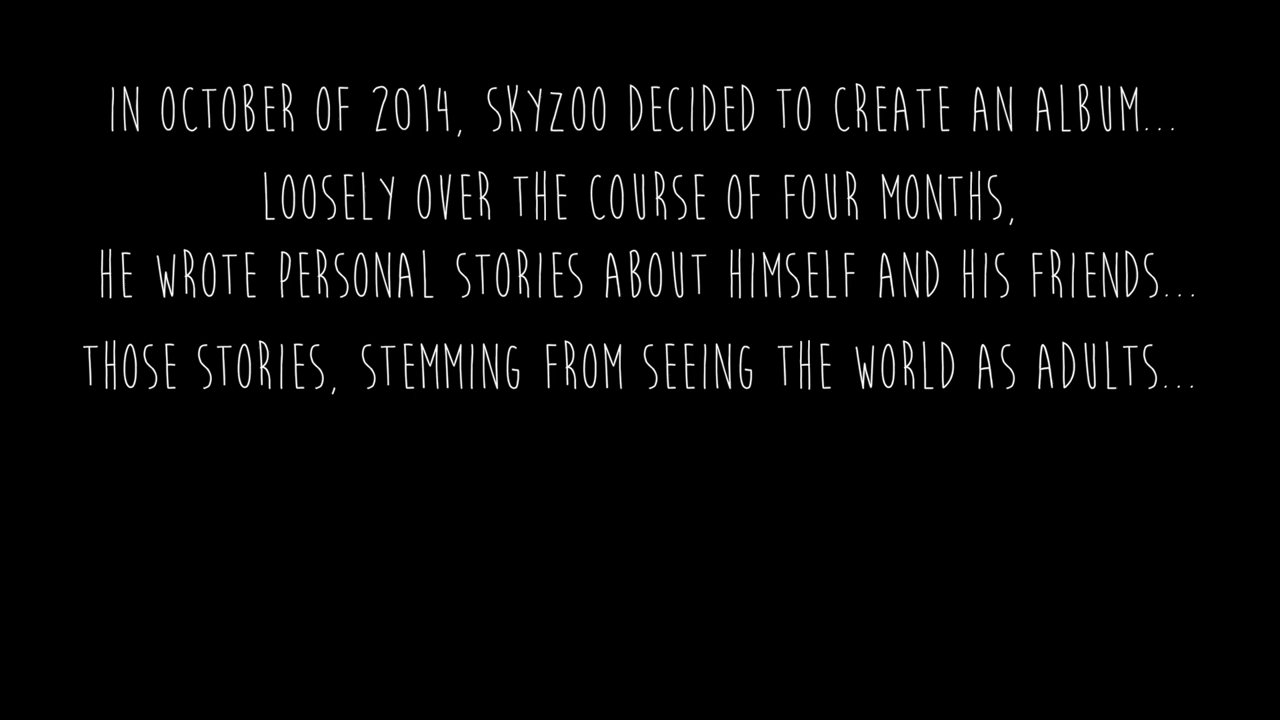 IN OCTOBER OF 2014, SKYZOO DECIDED TO CREATE AN ALBUM...
LOOSELY OVER THE COURSE OF FOUR MONTHS,
HE WROTE PERSONAL STORIES ABOUT HIMSELF AND HIS FRIENDS...
THOSE STORIES, STEMMING FROM SEEING THE WORLD AS ADULTS...